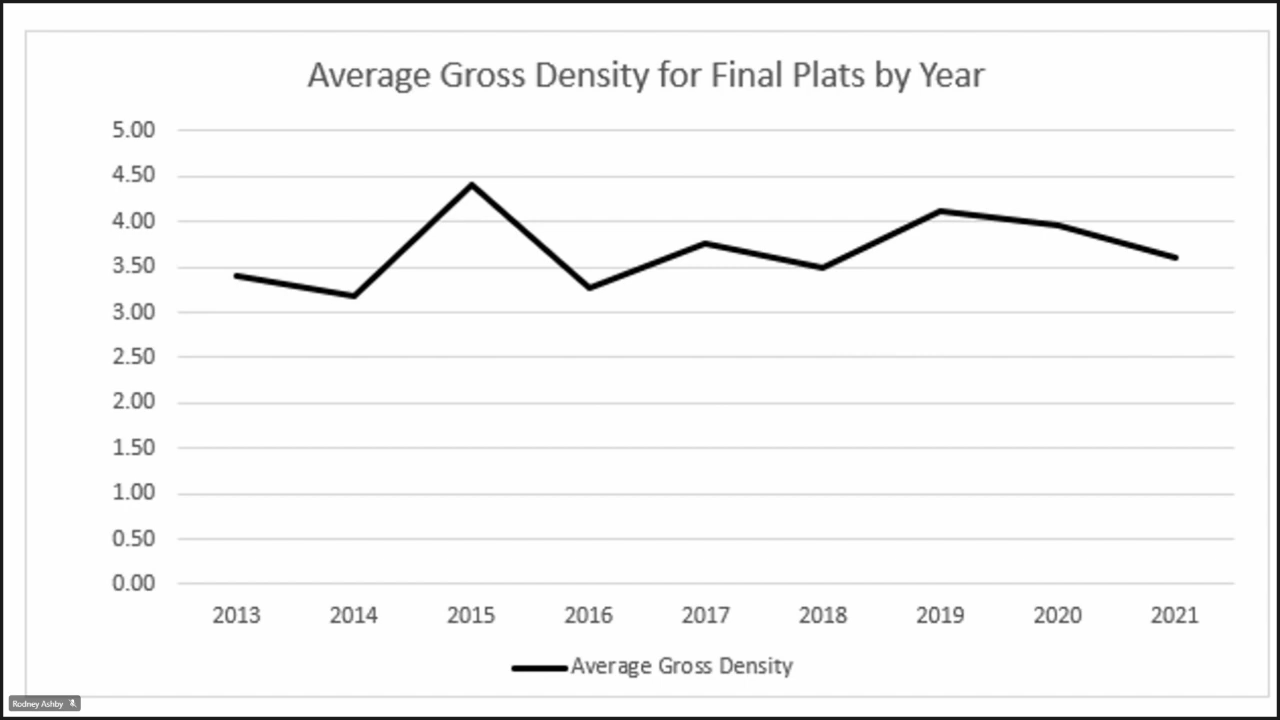 Average Gross Density for Final Plats by Year
5.00
4.50
4.00
3.50
3.00
2.50
2.00
1.50
1.00
0.50
0.00
2013 2014 2015 2016 2017 2018 2019 2020 2021
Average Gross Density
Rodney Ashby